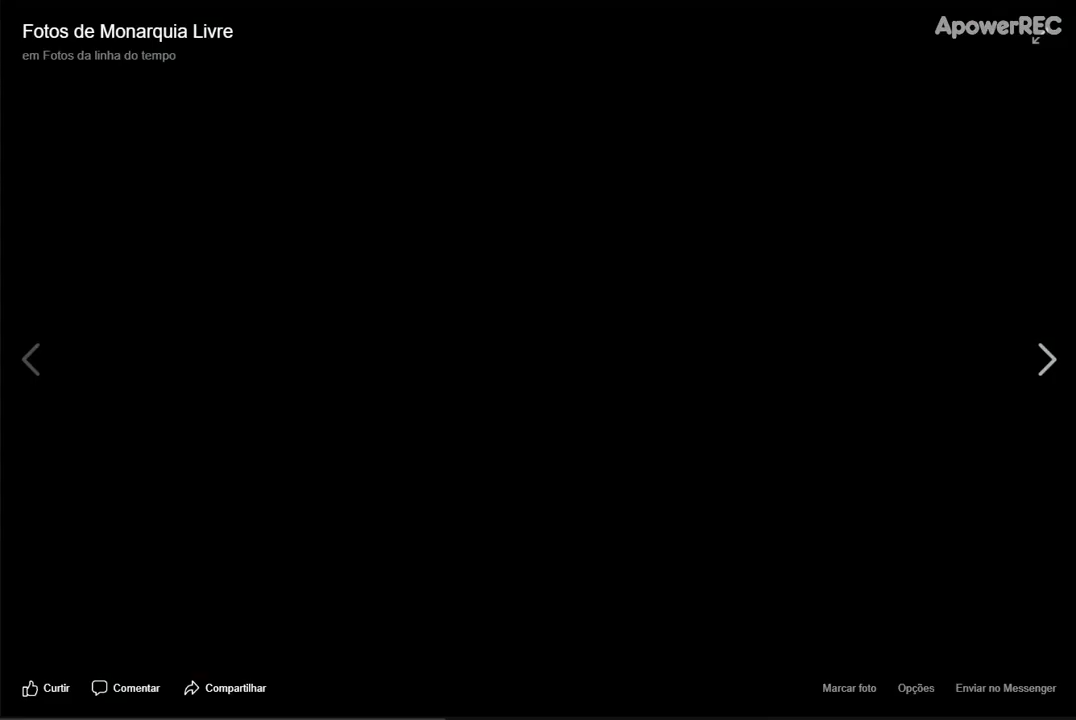 Fotos de Monarquia Livre
ApowerREC
em Fotos da linha do tempo
Curtir
Comentar
Compartilhar
Marcar foto
Opções
Enviar no Messenger